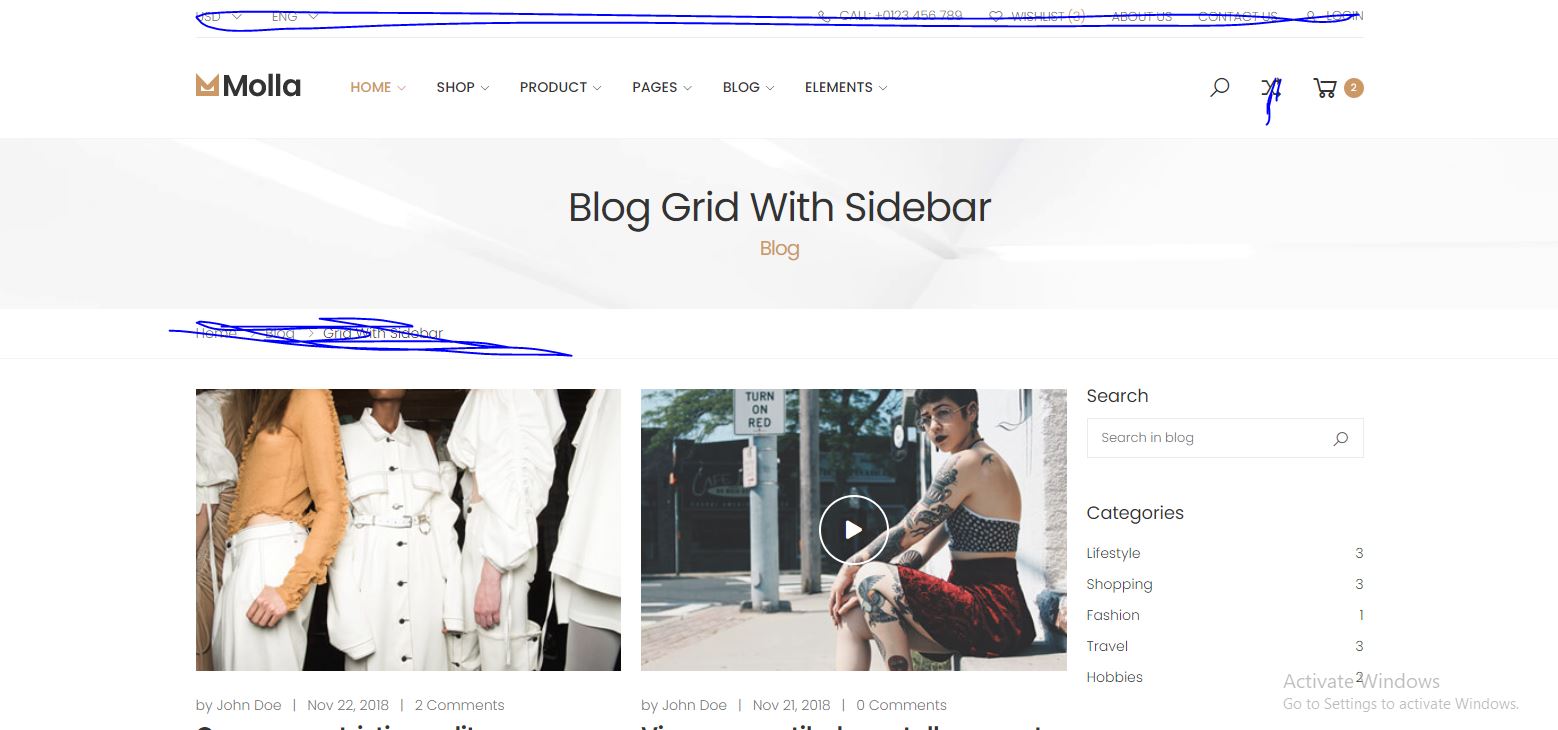 USD ENG CALL: +0123 456 789 WISHLIST (3) ABOUT US CONTACT US LOGIN
Molla HOME SHOP PRODUCT PAGES BLOG ELEMENTS 2
Blog Grid With Sidebar
Blog
Home > Blog > Grid With Sidebar
TURN
ON
RED
Search
Search in blog
Categories
Lifestyle 3
Shopping 3
Fashion 1
Travel 3
Hobbies 2
Activate Windows
Go to Settings to activate Windows.
by John Doe | Nov 22, 2018 | 2 Comments
by John Doe | Nov 21, 2018 | 0 Comments